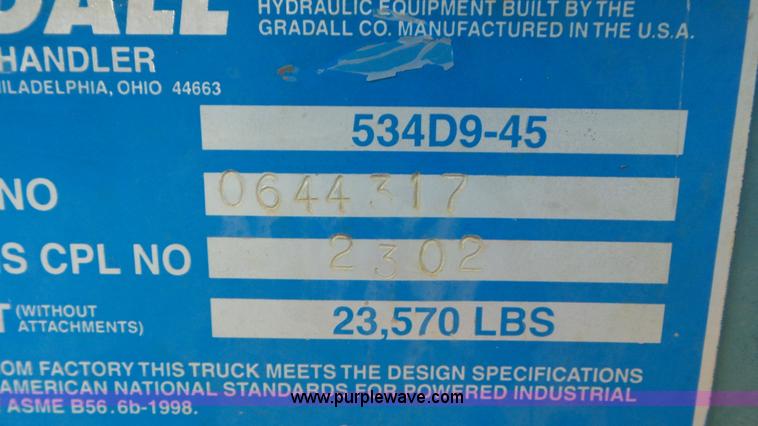 DALL
HYDRAULIC EQUIPMENT BUILT BY THE
GRADALL CO. MANUFACTURED IN THE U.S.A.
HANDLER
ILADELPHIA, OHIO 44663
534D9-45
NO 0644317
S CPL NO 2302
T (WITHOUT ATTACHMENTS) 23,570 LBS
OM FACTORY THIS TRUCK MEETS THE DESIGN SPECIFICATIONS
AMERICAN NATIONAL STANDARDS FOR POWERED INDUSTRIAL
ASME B56.6b-1998.
www.purplewave.com